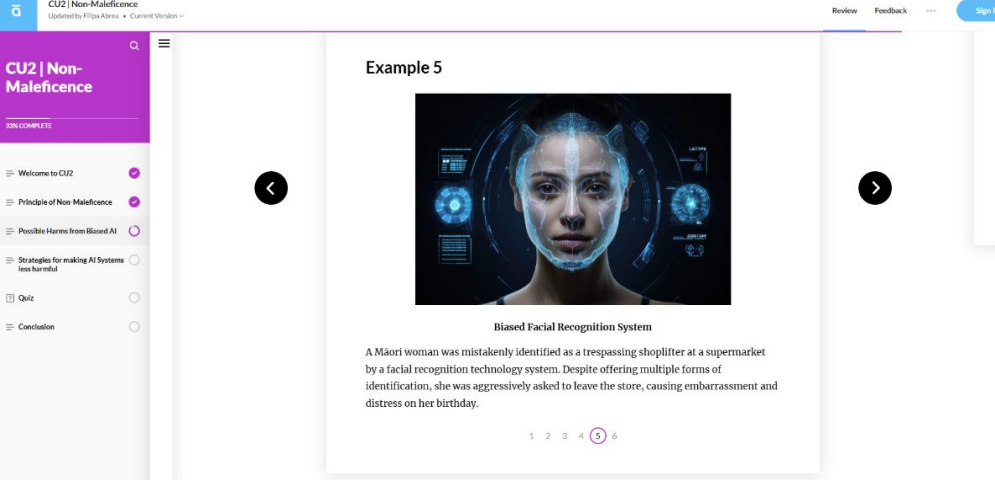 ā
CU2 | Non-Maleficence
Updated by Filipa Abreu • Current Version
Review
Feedback
Sign
CU2 | Non-
Maleficence
33% COMPLETE
Welcome to CU2
Principle of Non-Maleficence
Possible Harms from Biased AI
Strategies for making AI Systems
less harmful
Quiz
Conclusion
Example 5
Biased Facial Recognition System
A Māori woman was mistakenly identified as a trespassing shoplifter at a supermarket
by a facial recognition technology system. Despite offering multiple forms of
identification, she was aggressively asked to leave the store, causing embarrassment and
distress on her birthday.
1 2 3 4 5 6